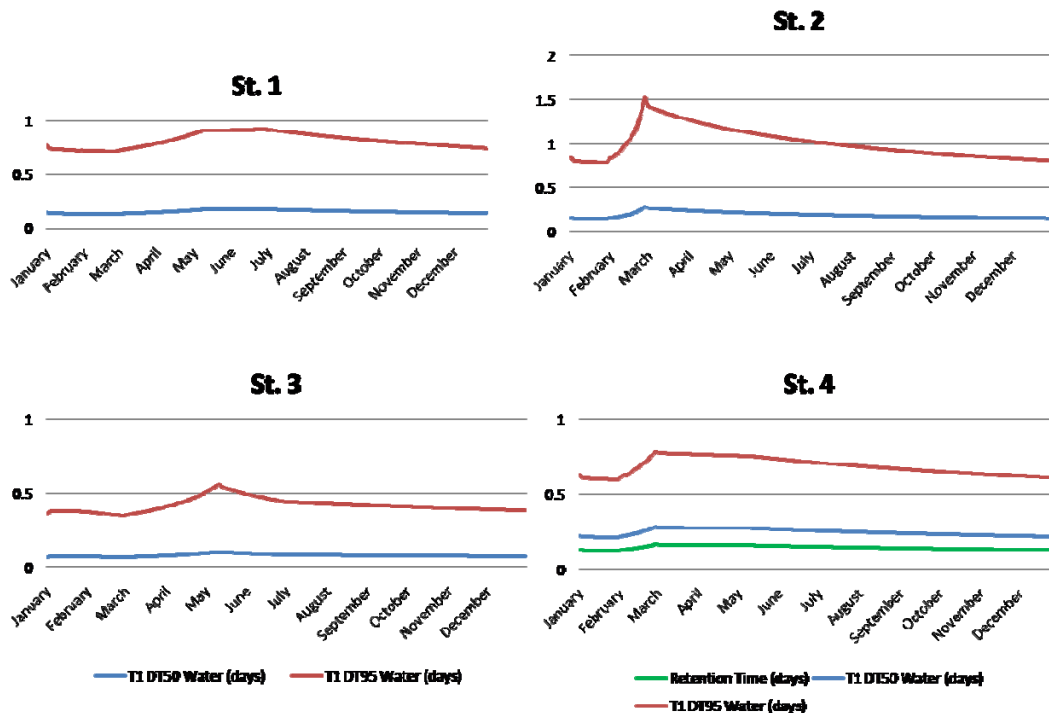 St. 1
1
0.5
0
January
February
March
April
May
June
July
August
September
October
November
December
St. 2
2
1.5
1
0.5
0
January
February
March
April
May
June
July
August
September
October
November
December
St. 3
1
0.5
0
January
February
March
April
May
June
July
August
September
October
November
December
T1 DT50 Water (days) T1 DT95 Water (days)
St. 4
1
0.5
0
January
February
March
April
May
June
July
August
September
October
November
December
Retention Time (days) T1 DT50 Water (days)
T1 DT95 Water (days)